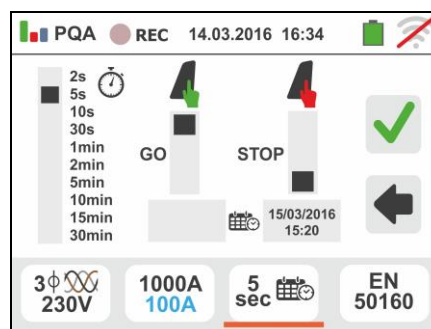 PQA REC 14.03.2016 16:34
2s
5s
10s
30s
1min
2min
5min
10min
15min
30min
GO
STOP
15/03/2016
15:20
3ϕ
230V
1000A
100A
5
sec
EN
50160